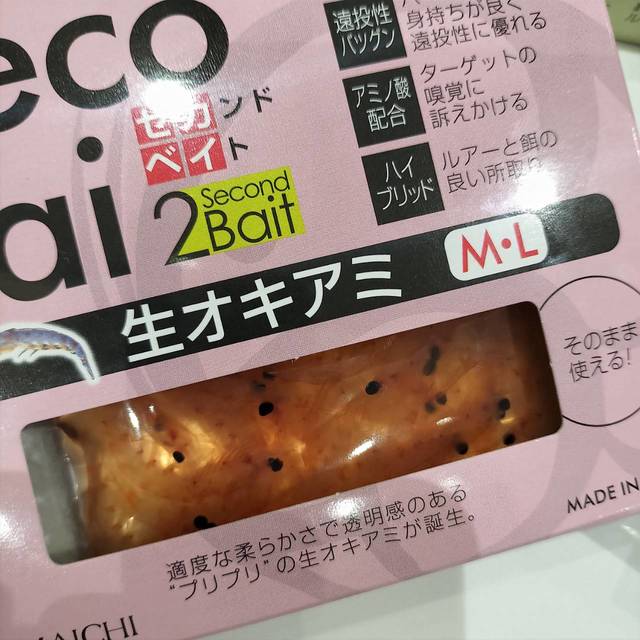 eco
セカンド
ベイト
ai
2 Second
Bait
遠投性
バツグン
身持ちが良く
遠投性に優れる
アミノ酸
配合
ターゲットの
嗅覚に
訴えかける
ハイ
ブリッド
ルアーと餌の
良い所取り
生オキアミ
M・L
そのまま
使える!
適度な柔らかさで透明感のある
“プリプリ”の生オキアミが誕生。
MADE IN
MAICHI